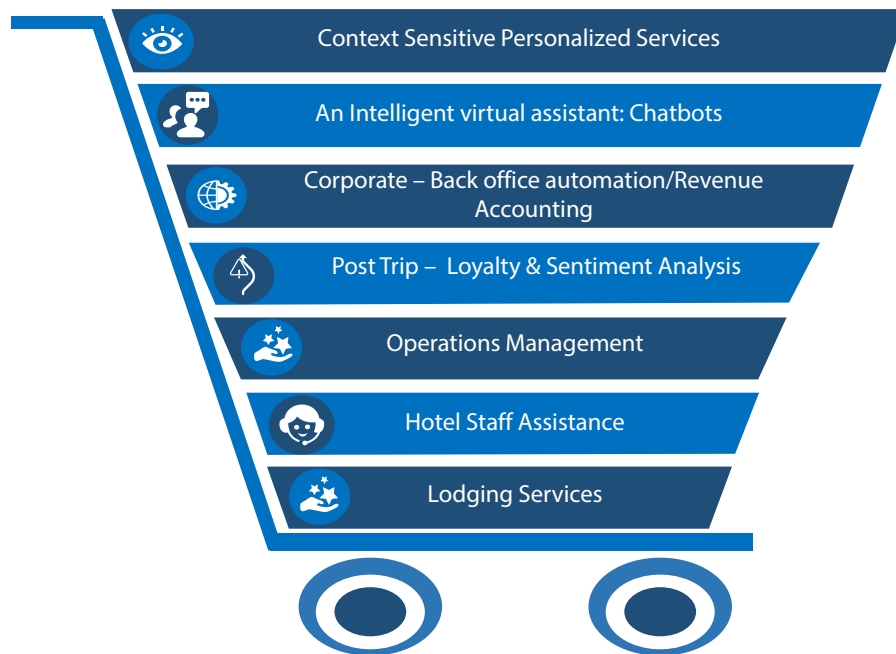 Context Sensitive Personalized Services
An Intelligent virtual assistant: Chatbots
Corporate – Back office automation/Revenue
Accounting
Post Trip – Loyalty & Sentiment Analysis
Operations Management
Hotel Staff Assistance
Lodging Services